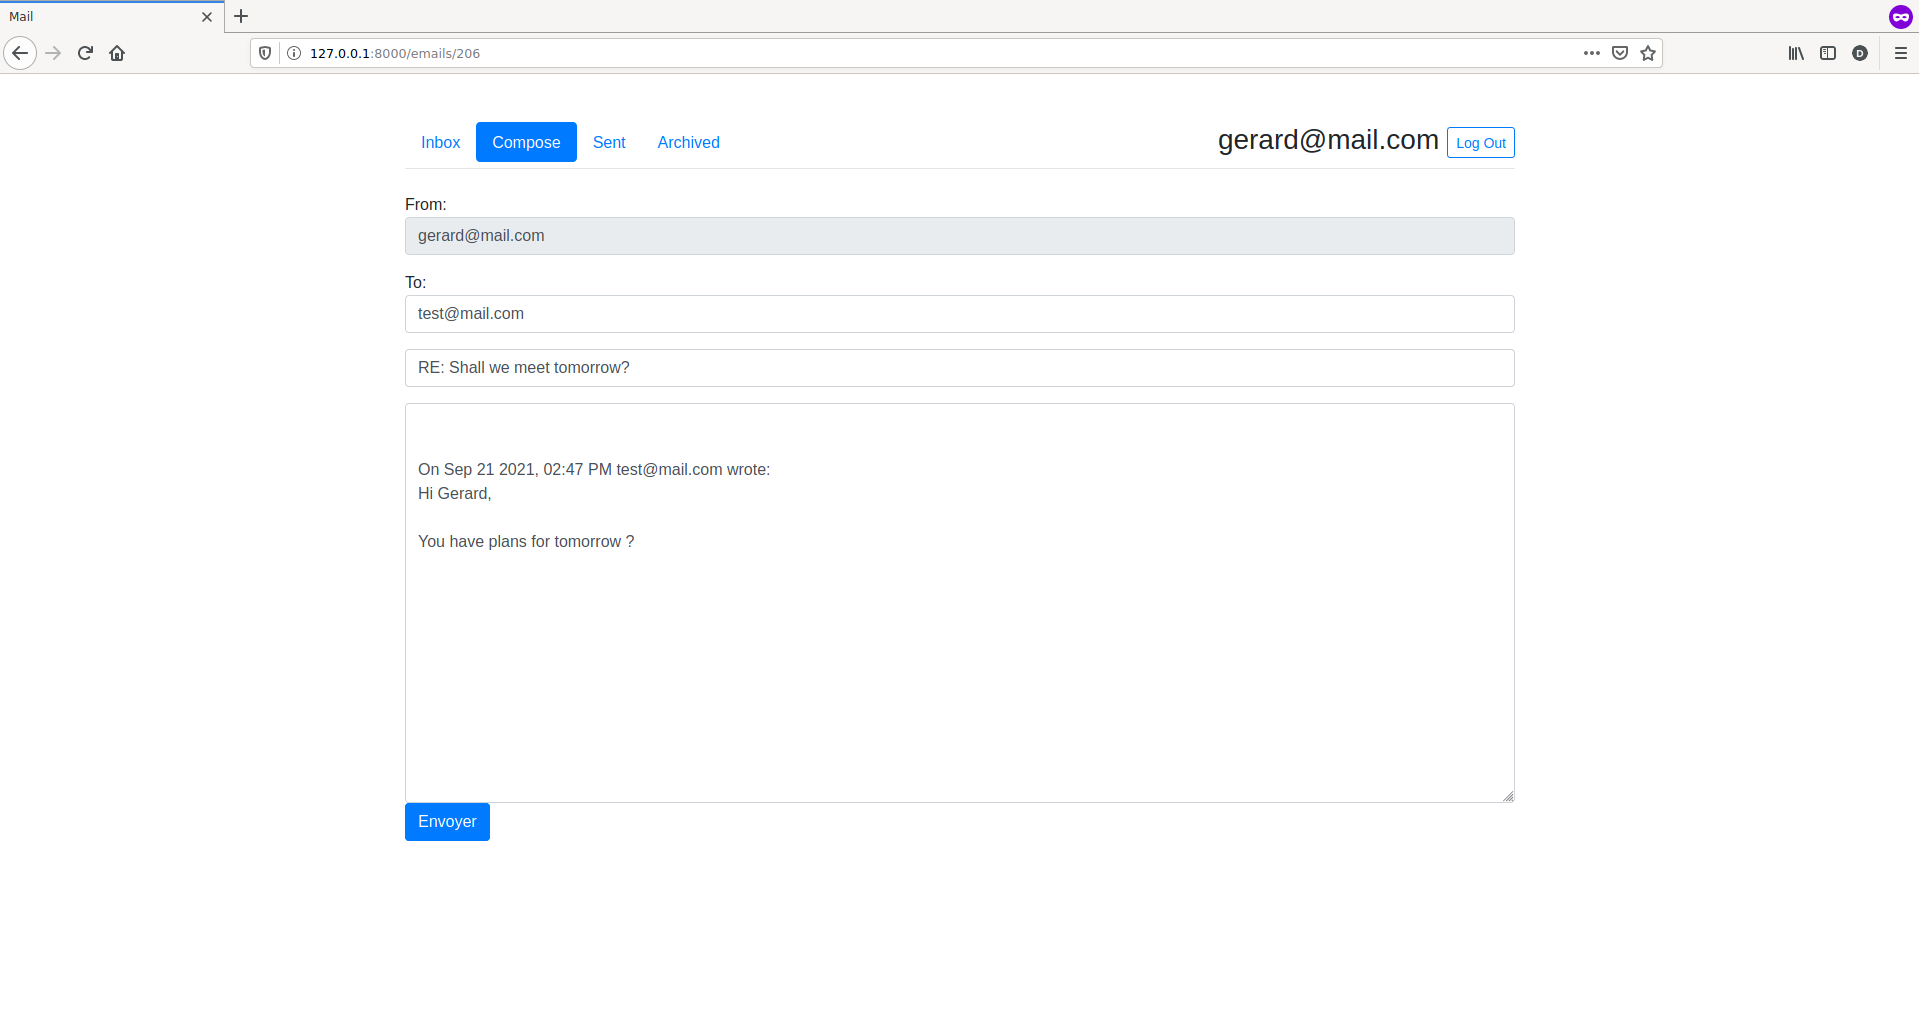 Mail
127.0.0.1:8000/emails/206
D
Inbox Compose Sent Archived gerard@mail.com Log Out
From:
gerard@mail.com
To:
test@mail.com
RE: Shall we meet tomorrow?
On Sep 21 2021, 02:47 PM test@mail.com wrote:
Hi Gerard,
You have plans for tomorrow ?
Envoyer